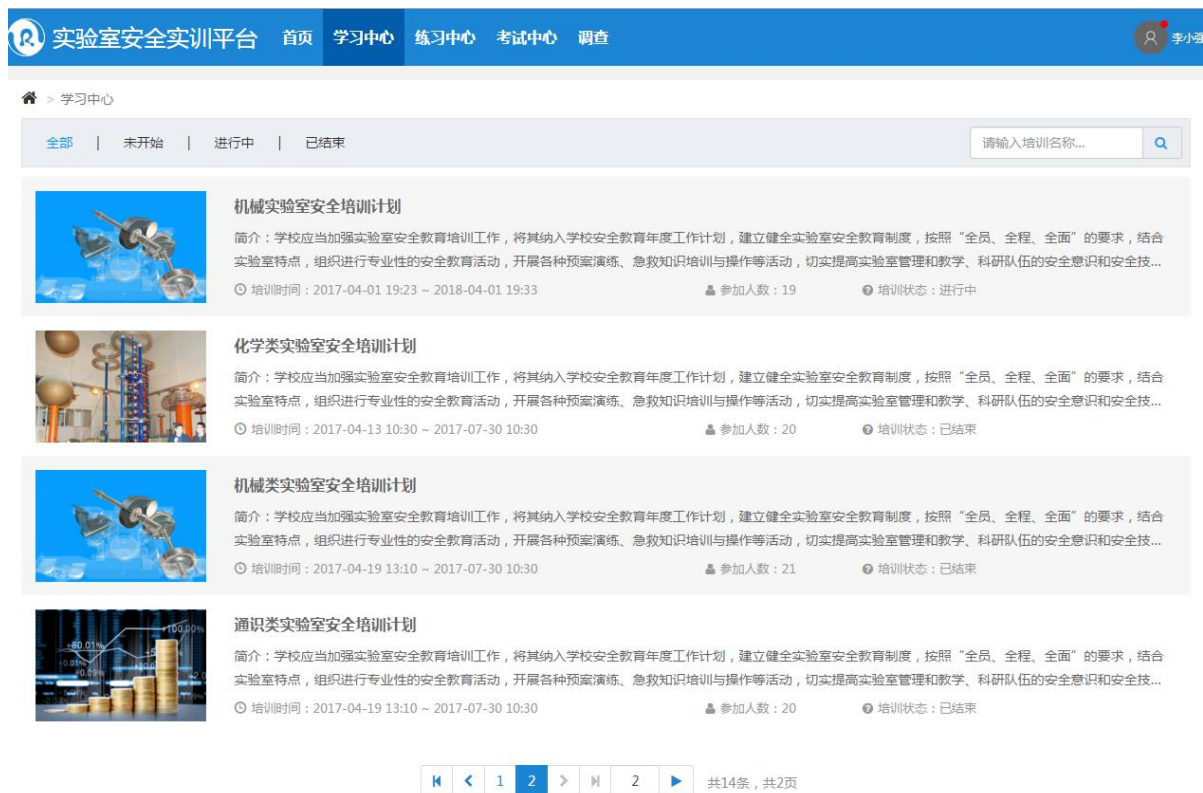 实验室安全实训平台 首页 学习中心 练习中心 考试中心 调查 李小强
> 学习中心
全部 | 未开始 | 进行中 | 已结束 请输入培训名称...
机械实验室安全培训计划
简介：学校应当加强实验室安全教育培训工作，将其纳入学校安全教育年度工作计划，建立健全实验室安全教育制度，按照“全员、全程、全面”的要求，结合
实验室特点，组织进行专业性的安全教育活动，开展各种预案演练、急救知识培训与操作等活动，切实提高实验室管理和教学、科研队伍的安全意识和安全技...
培训时间：2017-04-01 19:23 ~ 2018-04-01 19:33 参加人数：19 培训状态：进行中
化学类实验室安全培训计划
简介：学校应当加强实验室安全教育培训工作，将其纳入学校安全教育年度工作计划，建立健全实验室安全教育制度，按照“全员、全程、全面”的要求，结合
实验室特点，组织进行专业性的安全教育活动，开展各种预案演练、急救知识培训与操作等活动，切实提高实验室管理和教学、科研队伍的安全意识和安全技...
培训时间：2017-04-13 10:30 ~ 2017-07-30 10:30 参加人数：20 培训状态：已结束
机械类实验室安全培训计划
简介：学校应当加强实验室安全教育培训工作，将其纳入学校安全教育年度工作计划，建立健全实验室安全教育制度，按照“全员、全程、全面”的要求，结合
实验室特点，组织进行专业性的安全教育活动，开展各种预案演练、急救知识培训与操作等活动，切实提高实验室管理和教学、科研队伍的安全意识和安全技...
培训时间：2017-04-19 13:10 ~ 2017-07-30 10:30 参加人数：21 培训状态：已结束
+100.00%
+80.01%
通识类实验室安全培训计划
简介：学校应当加强实验室安全教育培训工作，将其纳入学校安全教育年度工作计划，建立健全实验室安全教育制度，按照“全员、全程、全面”的要求，结合
实验室特点，组织进行专业性的安全教育活动，开展各种预案演练、急救知识培训与操作等活动，切实提高实验室管理和教学、科研队伍的安全意识和安全技...
培训时间：2017-04-19 13:10 ~ 2017-07-30 10:30 参加人数：20 培训状态：已结束
1 2 2 共14条，共2页